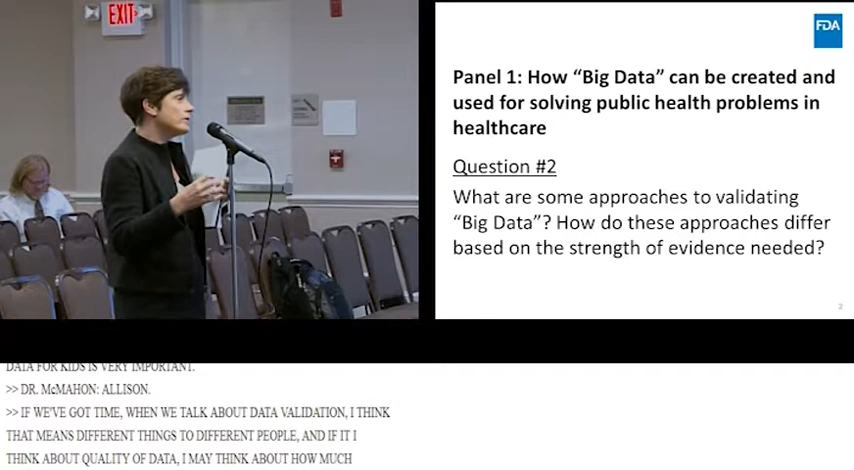 EXIT
FDA
Panel 1: How “Big Data” can be created and
used for solving public health problems in
healthcare
Question #2
What are some approaches to validating
“Big Data”? How do these approaches differ
based on the strength of evidence needed?
2
DATA FOR KIDS IS VERY IMPORTANT.
>> DR. McMAHON: ALLISON.
>> IF WE'VE GOT TIME, WHEN WE TALK ABOUT DATA VALIDATION, I THINK
THAT MEANS DIFFERENT THINGS TO DIFFERENT PEOPLE, AND IF IT I
THINK ABOUT QUALITY OF DATA, I MAY THINK ABOUT HOW MUCH